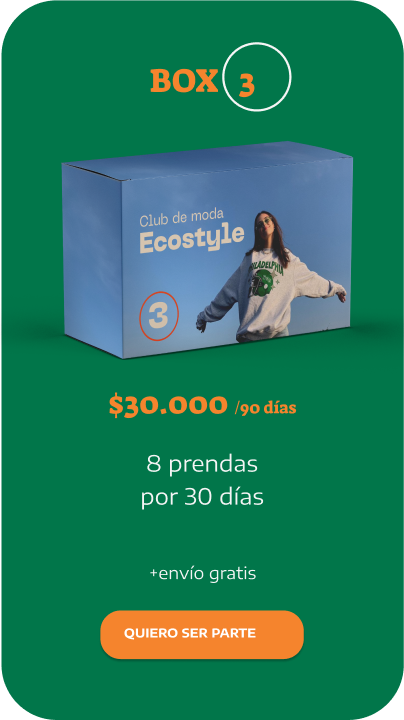 BOX 3
Club de moda
Ecostyle
PHILADELPHIA
3
$30.000 /90 días
8 prendas
por 30 días
+envío gratis
QUIERO SER PARTE